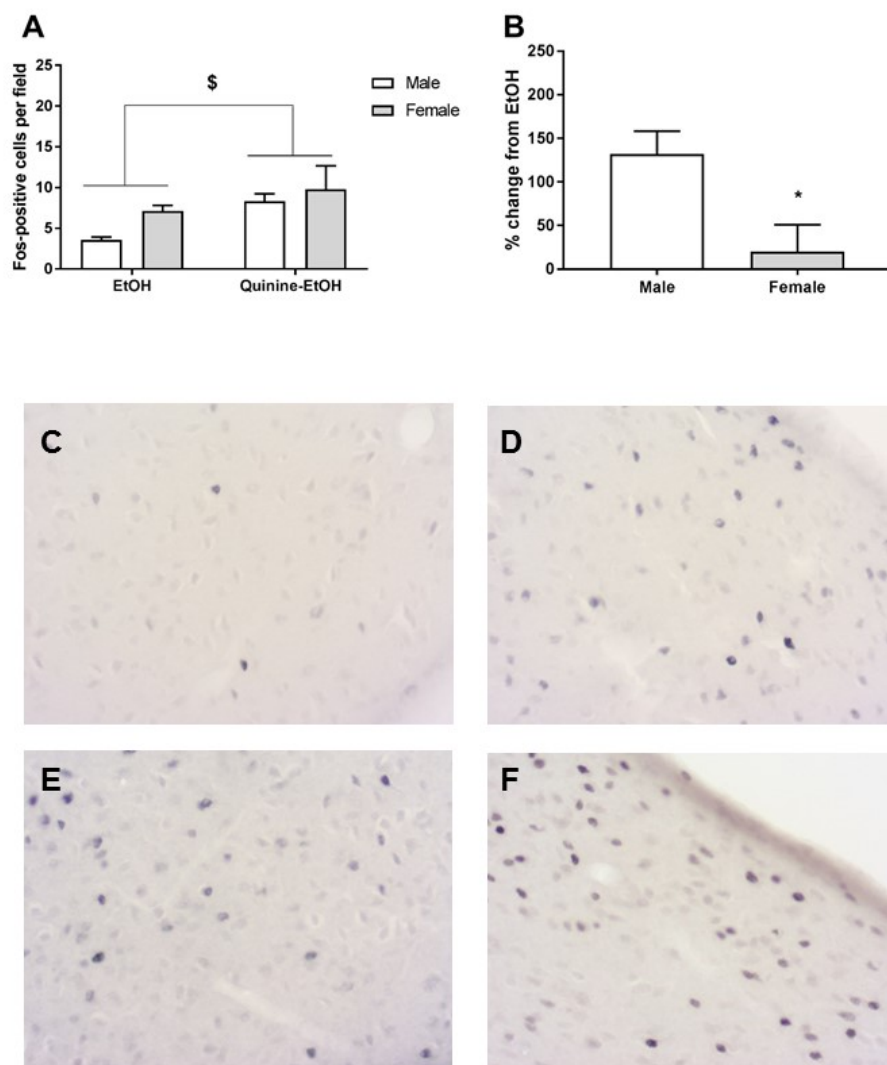 A
Fos-positive cells per field
25
20
15
10
5
0
$
Male
Female
EtOH
Quinine-EtOH
B
% change from EtOH
250
200
150
100
50
0
*
Male
Female
C
D
E
F